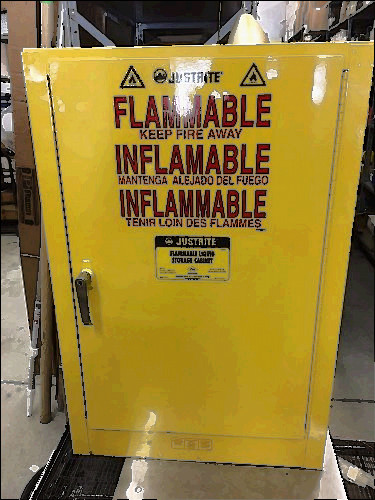 JUSTRITE
FLAMMABLE
KEEP FIRE AWAY
INFLAMABLE
MANTENGA ALEJADO DEL FUEGO
INFLAMMABLE
TENIR LOIN DES FLAMMES
JUSTRITE
FLAMMABLE LIQUID
STORAGE CABINET